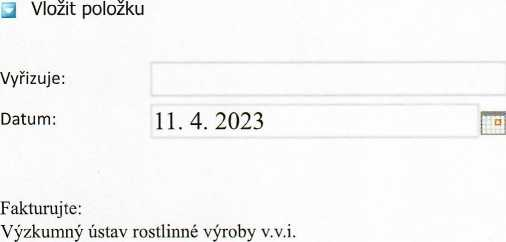 Vložit položku
Vyřizuje:
Datum: 11. 4. 2023
Fakturujte:
Výzkumný ústav rostlinné výroby v.v.i.